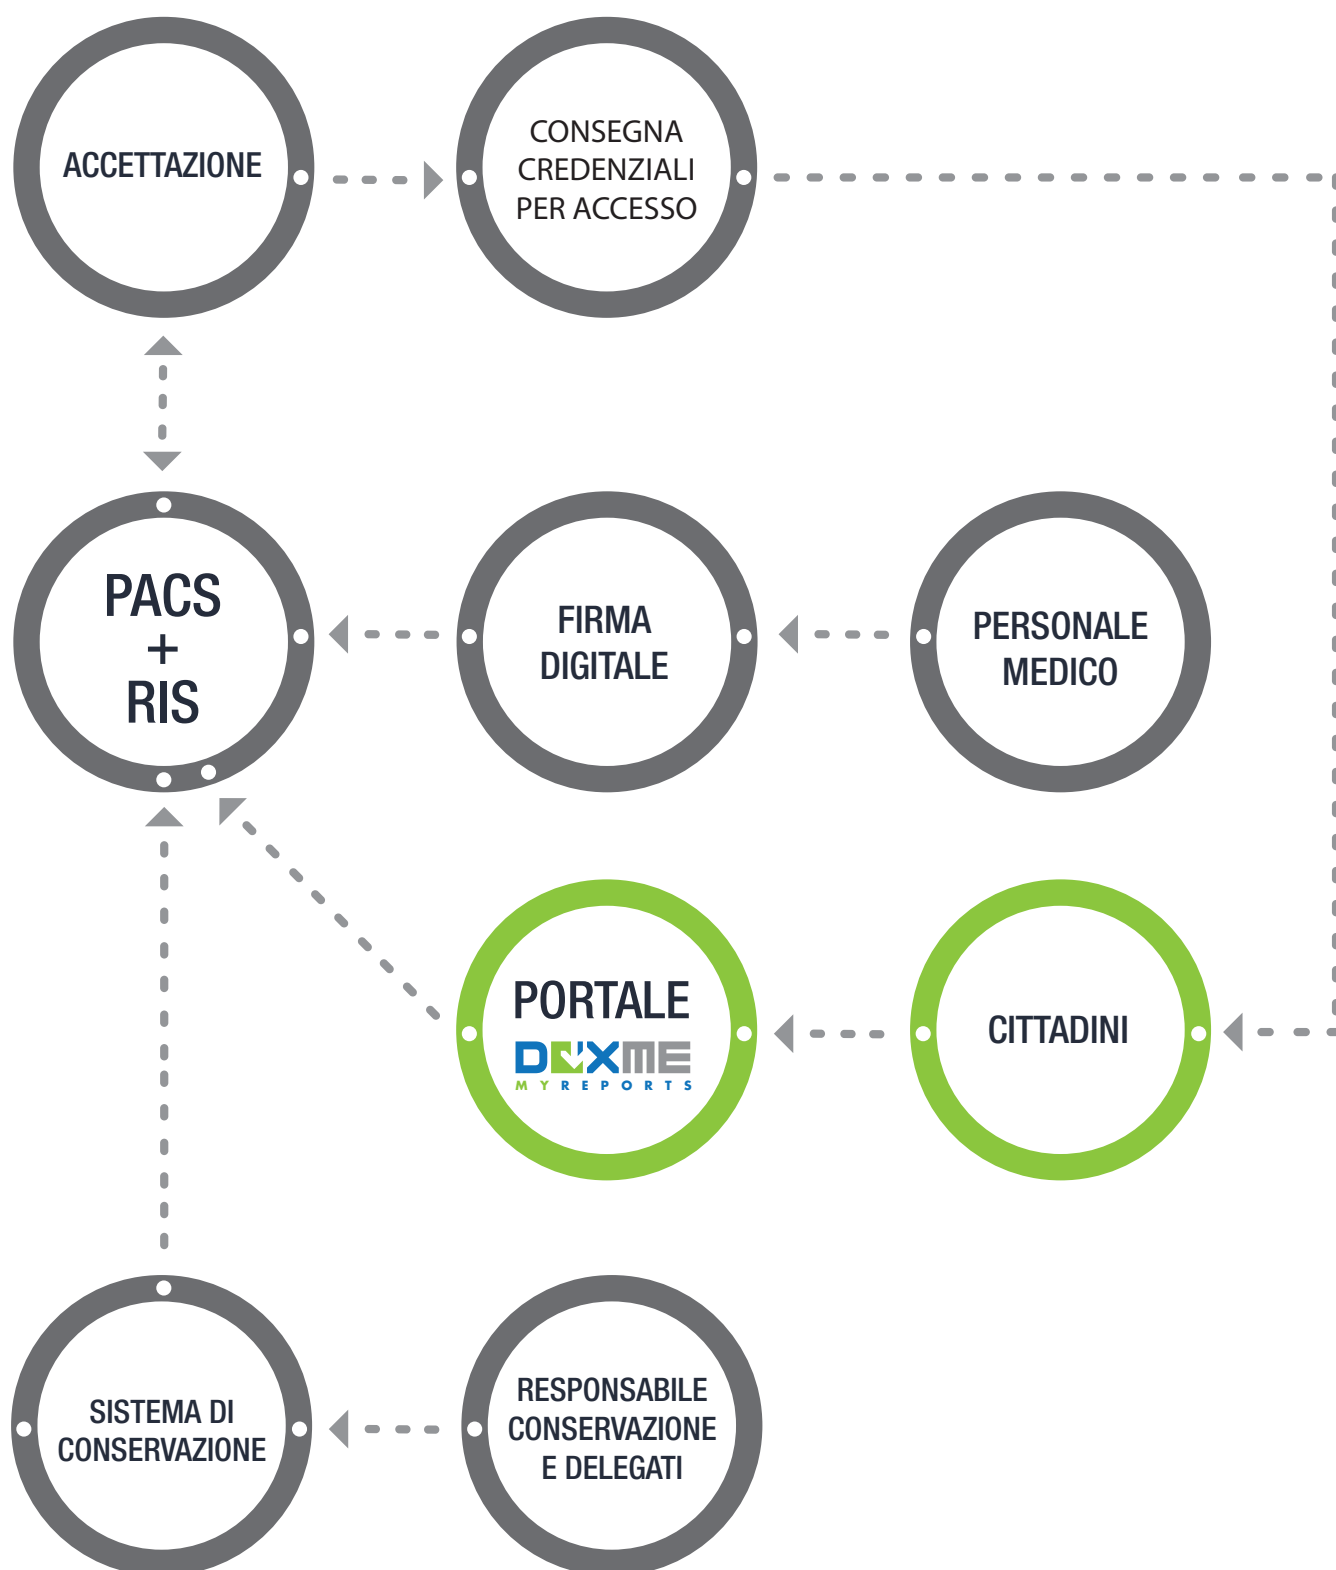 ACCETTAZIONE
CONSEGNA
CREDENZIALI
PER ACCESSO
PACS
+
RIS
FIRMA
DIGITALE
PERSONALE
MEDICO
PORTALE
DOXME
MYREPORTS
CITTADINI
SISTEMA DI
CONSERVAZIONE
RESPONSABILE
CONSERVAZIONE
E DELEGATI